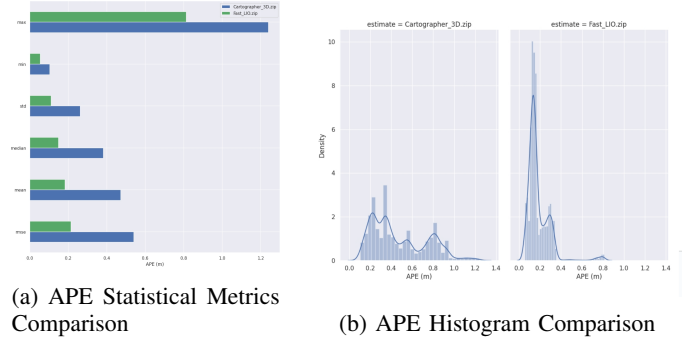 Cartographer_3D.zip
Fast_LIO.zip
max
min
std
median
mean
rmse
0.0 0.2 0.4 0.6 0.8 1.0 1.2
APE (m)
(a) APE Statistical Metrics
Comparison
estimate = Cartographer_3D.zip estimate = Fast_LIO.zip
10
8
6
4
2
0
Density
0.0 0.2 0.4 0.6 0.8 1.0 1.2 1.4 0.0 0.2 0.4 0.6 0.8 1.0 1.2 1.4
APE (m) APE (m)
(b) APE Histogram Comparison